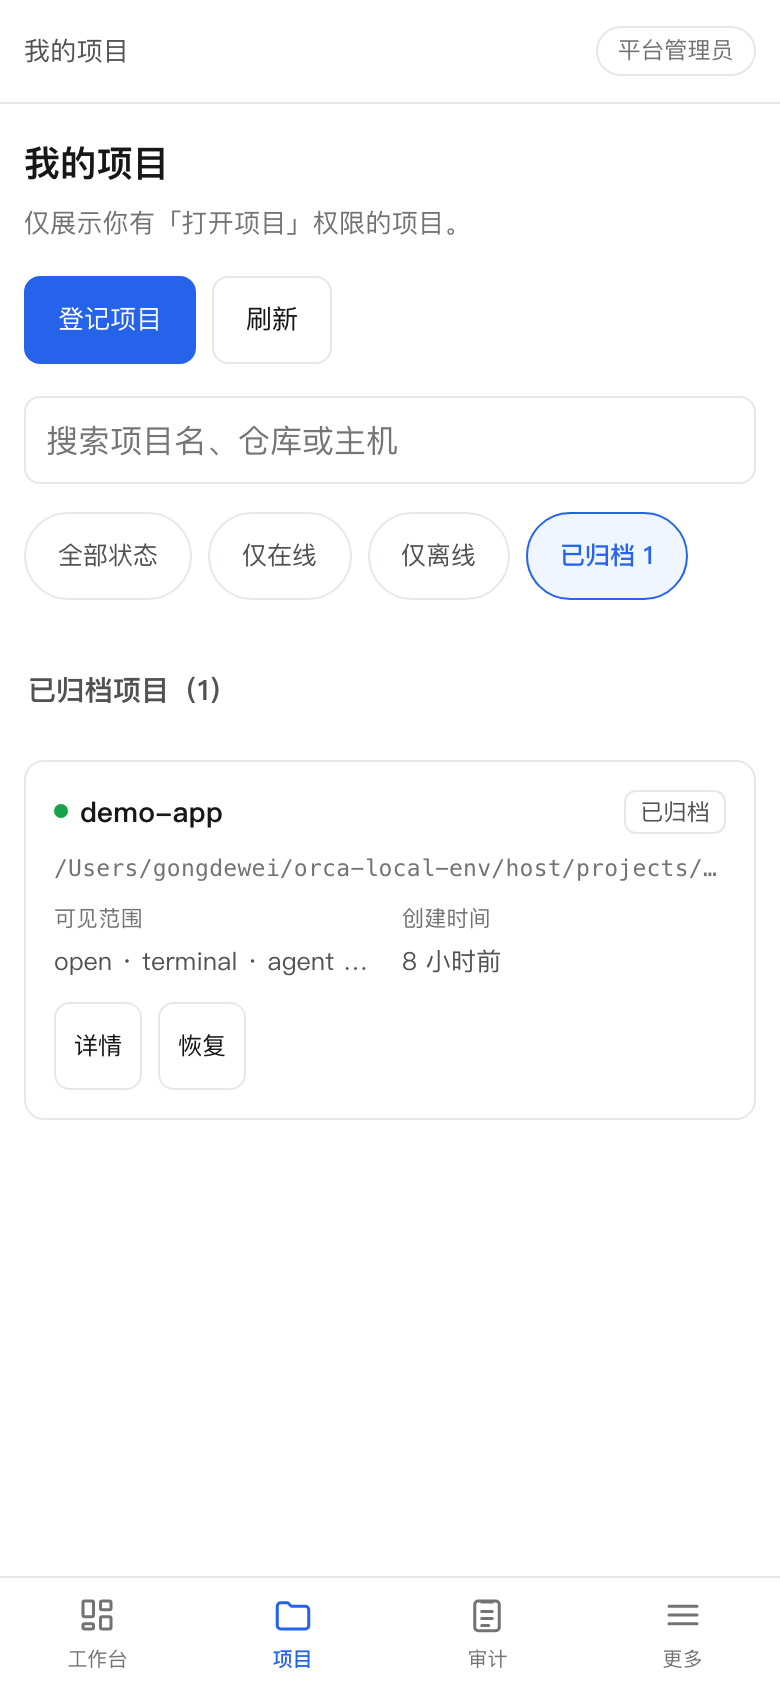 我的项目
平台管理员
我的项目
仅展示你有「打开项目」权限的项目。
登记项目
刷新
搜索项目名、仓库或主机
全部状态
仅在线
仅离线
已归档 1
已归档项目（1）
demo-app
已归档
/Users/gongdewei/orca-local-env/host/projects/…
可见范围
创建时间
open · terminal · agent …
8 小时前
详情
恢复
工作台
项目
审计
更多